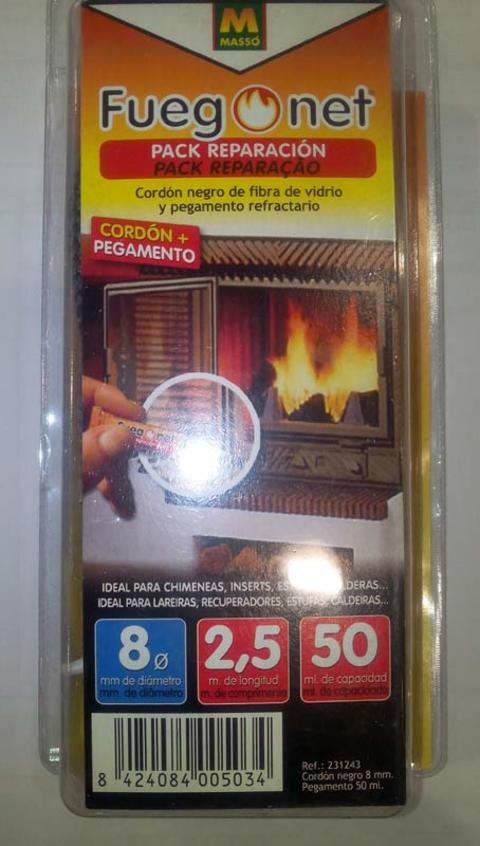 M
MASSÓ
Fuegonet
PACK REPARACIÓN
PACK REPARAÇÃO
Cordón negro de fibra de vidrio
y pegamento refractario
CORDÓN +
PEGAMENTO
Fuegonet
IDEAL PARA CHIMENEAS, INSERTS,
IDEAL PARA LAREIRAS, RECUPERADORES, ESTUFAS, CALDEIRAS...
8 Ø
mm de diámetro
mm. de diâmetro
2,5
m. de longitud
m. de comprimento
50
ml. de capacidad
ml. de capacidade
8 424084 005034
Ref.: 231243
Cordón negro 8 mm.
Pegamento 50 ml.